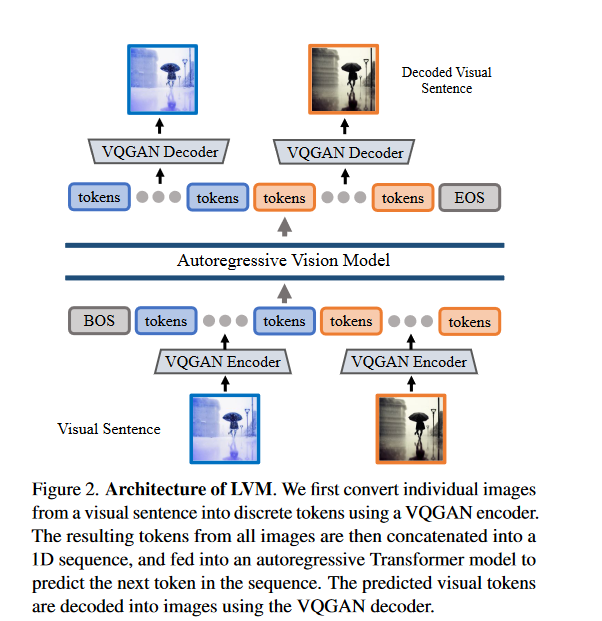 Decoded Visual
Sentence
VQGAN Decoder VQGAN Decoder
tokens tokens tokens tokens EOS
Autoregressive Vision Model
BOS tokens tokens tokens tokens
VQGAN Encoder VQGAN Encoder
Visual Sentence
Figure 2. Architecture of LVM. We first convert individual images
from a visual sentence into discrete tokens using a VQGAN encoder.
The resulting tokens from all images are then concatenated into a
1D sequence, and fed into an autoregressive Transformer model to
predict the next token in the sequence. The predicted visual tokens
are decoded into images using the VQGAN decoder.